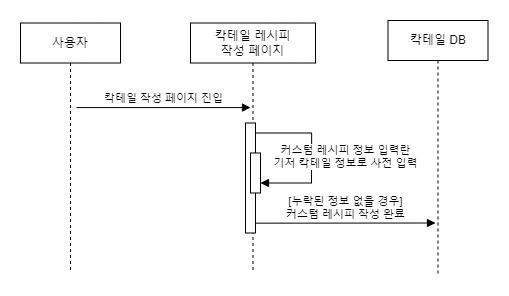 사용자
칵테일 레시피
작성 페이지
칵테일 DB
칵테일 작성 페이지 진입
커스텀 레시피 정보 입력란
기저 칵테일 정보로 사전 입력
[누락된 정보 없을 경우]
커스텀 레시피 작성 완료